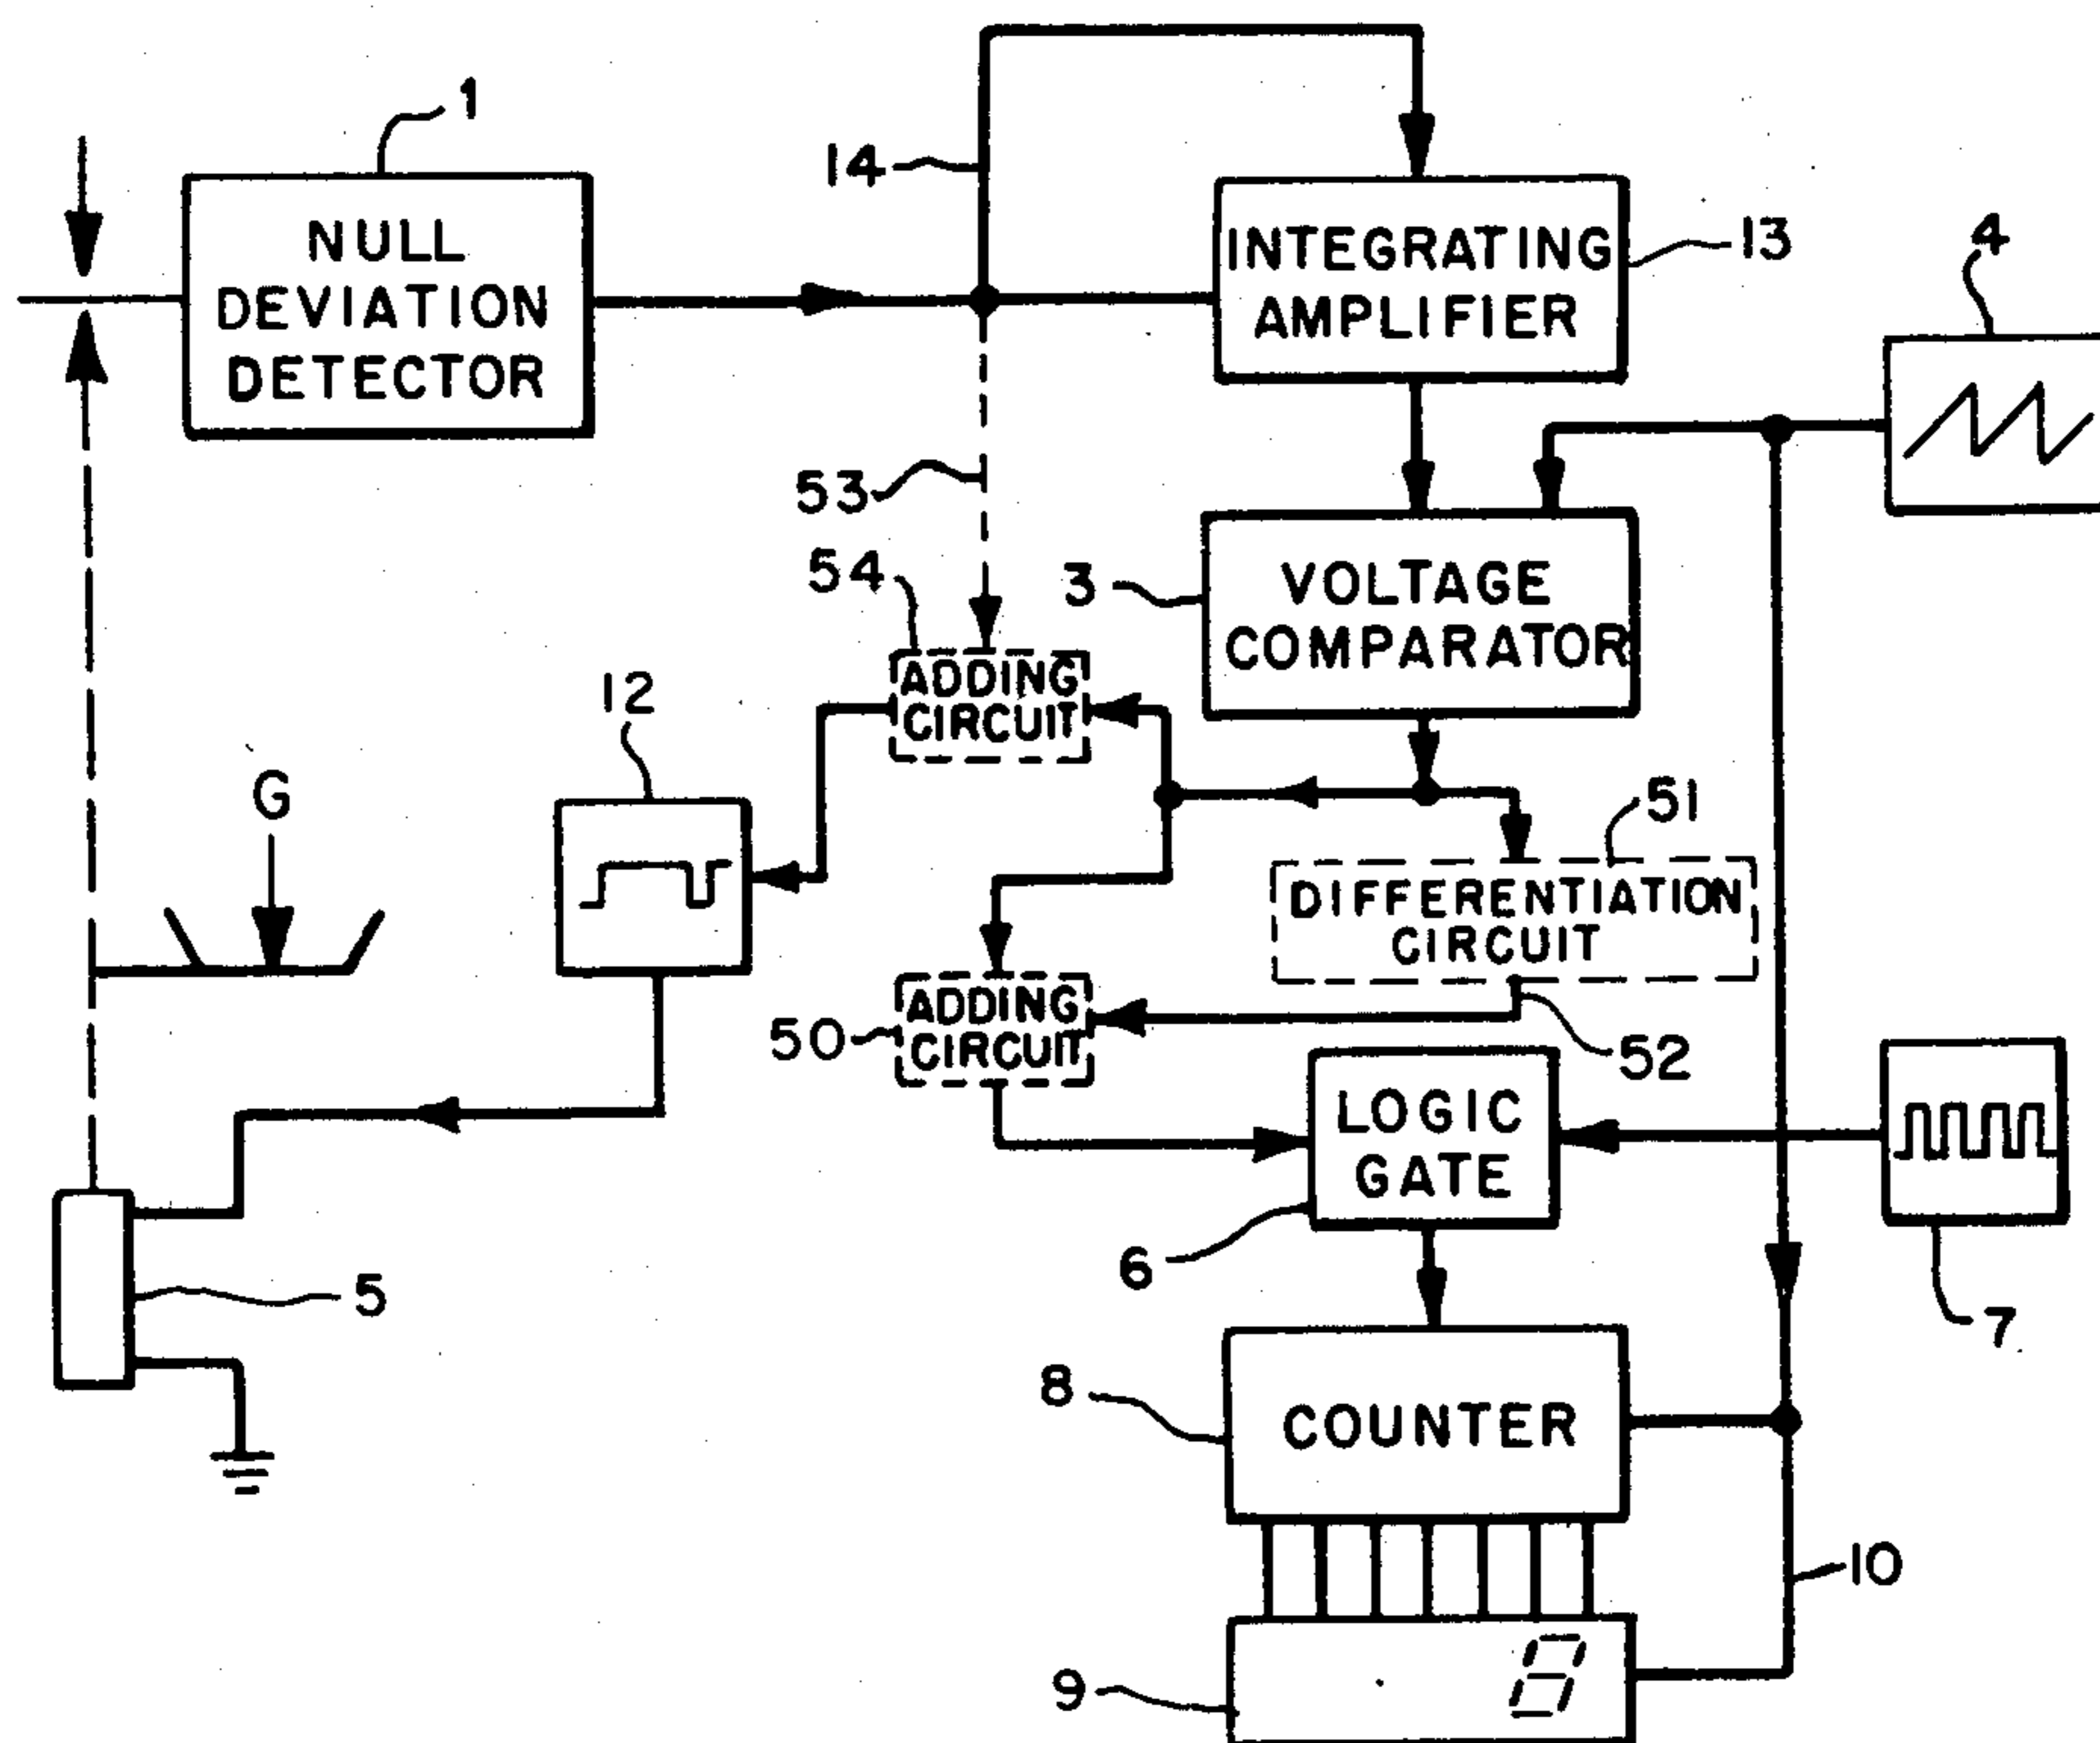 1
NULL
DEVIATION
DETECTOR
14
INTEGRATING
AMPLIFIER
13
4
53
54
3
VOLTAGE
COMPARATOR
ADDING
CIRCUIT
12
G
51
DIFFERENTIATION
CIRCUIT
ADDING
CIRCUIT
50
52
LOGIC
GATE
6
7
5
8
COUNTER
10
9
8